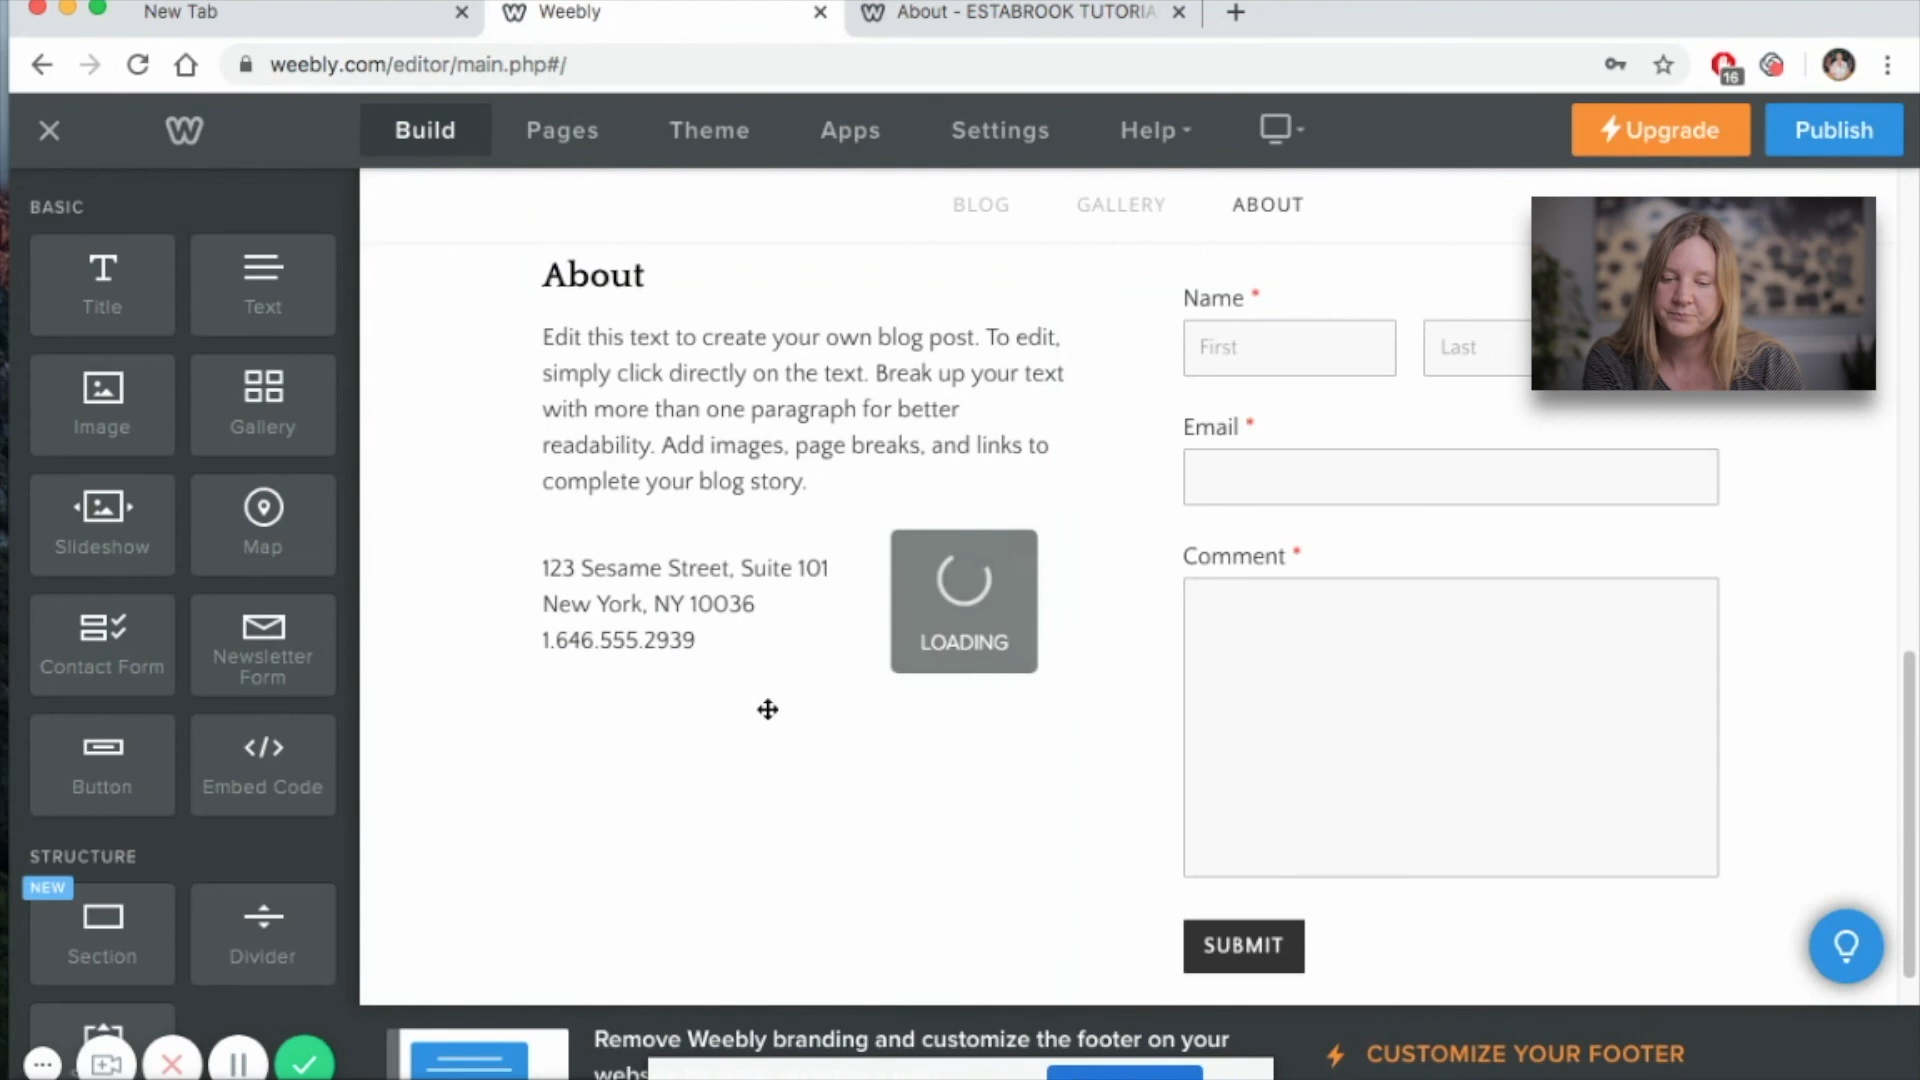 New Tab
Weebly
About - ESTABROOK TUTORIA
weebly.com/editor/main.php#/
16
Build
Pages
Theme
Apps
Settings
Help
Upgrade
Publish
BASIC
Title
Text
Image
Gallery
Slideshow
Map
Contact Form
Newsletter
Form
Button
Embed Code
STRUCTURE
NEW
Section
Divider
BLOG
GALLERY
ABOUT
About
Edit this text to create your own blog post. To edit,
simply click directly on the text. Break up your text
with more than one paragraph for better
readability. Add images, page breaks, and links to
complete your blog story.
123 Sesame Street, Suite 101
New York, NY 10036
1.646.555.2939
LOADING
Name *
First
Last
Email *
Comment *
SUBMIT
Remove Weebly branding and customize the footer on your
CUSTOMIZE YOUR FOOTER